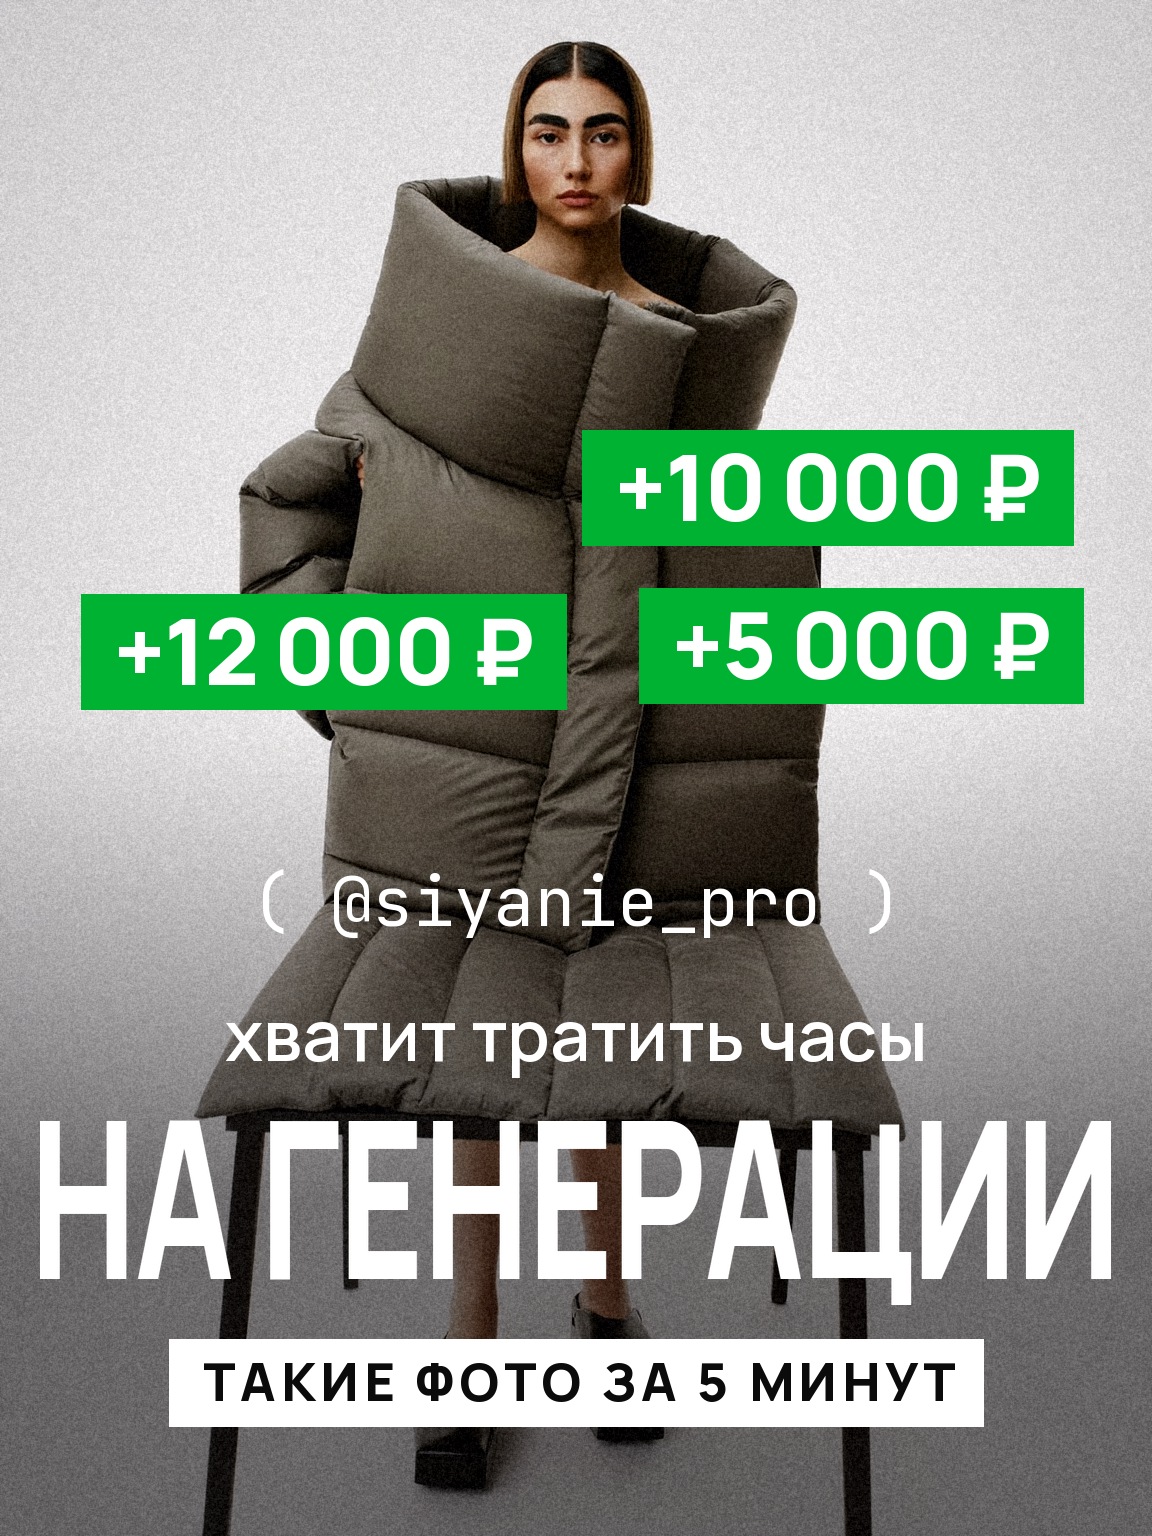 +10 000 ₽
+12 000 ₽
+5 000 ₽
( @siyanie_pro )
хватит тратить часы
НА ГЕНЕРАЦИИ
ТАКИЕ ФОТО ЗА 5 МИНУТ